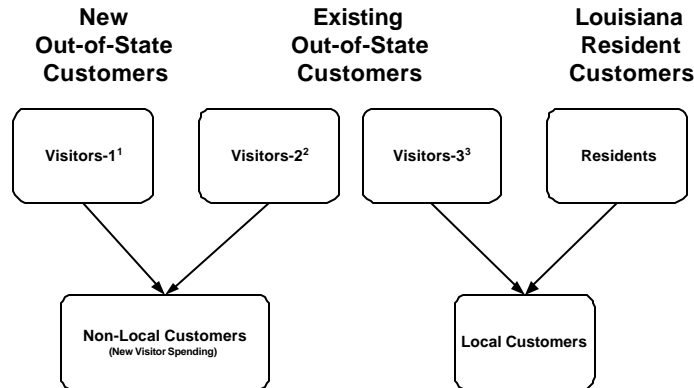 New
Out-of-State
Customers
Existing
Out-of-State
Customers
Louisiana
Resident
Customers
Visitors-1¹
Visitors-2²
Visitors-3³
Residents
Non-Local Customers
(New Visitor Spending)
Local Customers